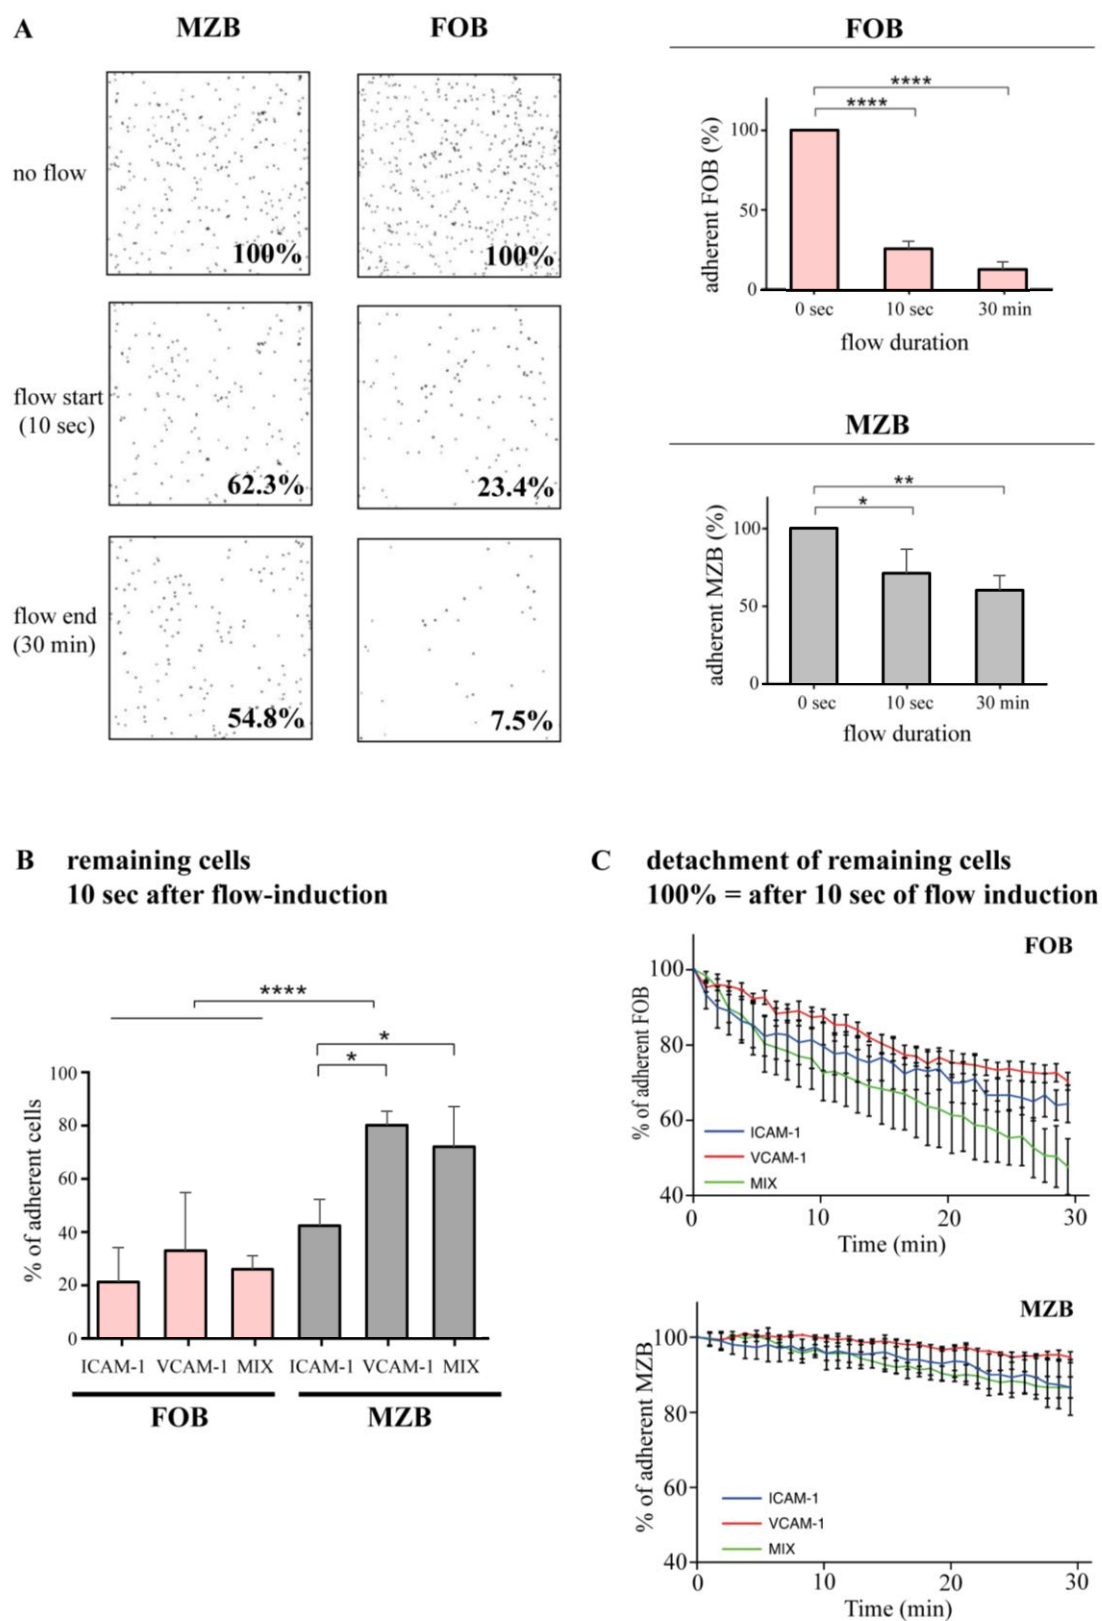 A
MZB
FOB
no flow
100%
100%
flow start
(10 sec)
62.3%
23.4%
flow end
(30 min)
54.8%
7.5%
FOB
****
****
adherent FOB (%)
100
50
0
0 sec
10 sec
30 min
flow duration
MZB
**
*
adherent MZB (%)
100
50
0
0 sec
10 sec
30 min
flow duration
B remaining cells
10 sec after flow-induction
****
*
*
% of adherent cells
100
80
60
40
20
0
ICAM-1 VCAM-1 MIX ICAM-1 VCAM-1 MIX
FOB
MZB
C detachment of remaining cells
100% = after 10 sec of flow induction
FOB
% of adherent FOB
100
80
60
40
ICAM-1
VCAM-1
MIX
0 10 20 30
Time (min)
MZB
% of adherent MZB
100
80
60
40
ICAM-1
VCAM-1
MIX
0 10 20 30
Time (min)